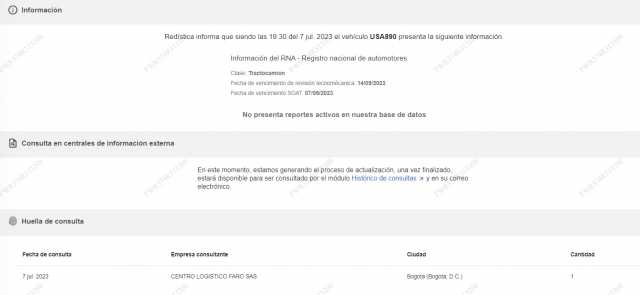 Información
Redistica informa que siendo las 19:30 del 7 jul. 2023 el vehículo USA890 presenta la siguiente información.
Información del RNA - Registro nacional de automotores.
Clase: Tractocamion
Fecha de vencimiento de revisión tecnomécanica: 14/09/2023
Fecha de vencimiento SOAT: 07/09/2023
No presenta reportes activos en nuestra base de datos
Consulta en centrales de información externa
En este momento, estamos generando el proceso de actualización, una vez finalizado,
estará disponible para ser consultado por el módulo Histórico de consultas y en su correo
electrónico.
Huella de consulta
Fecha de consulta Empresa consultante Ciudad Cantidad
7 jul. 2023 CENTRO LOGISTICO FARO SAS Bogota (Bogota, D.C.) 1